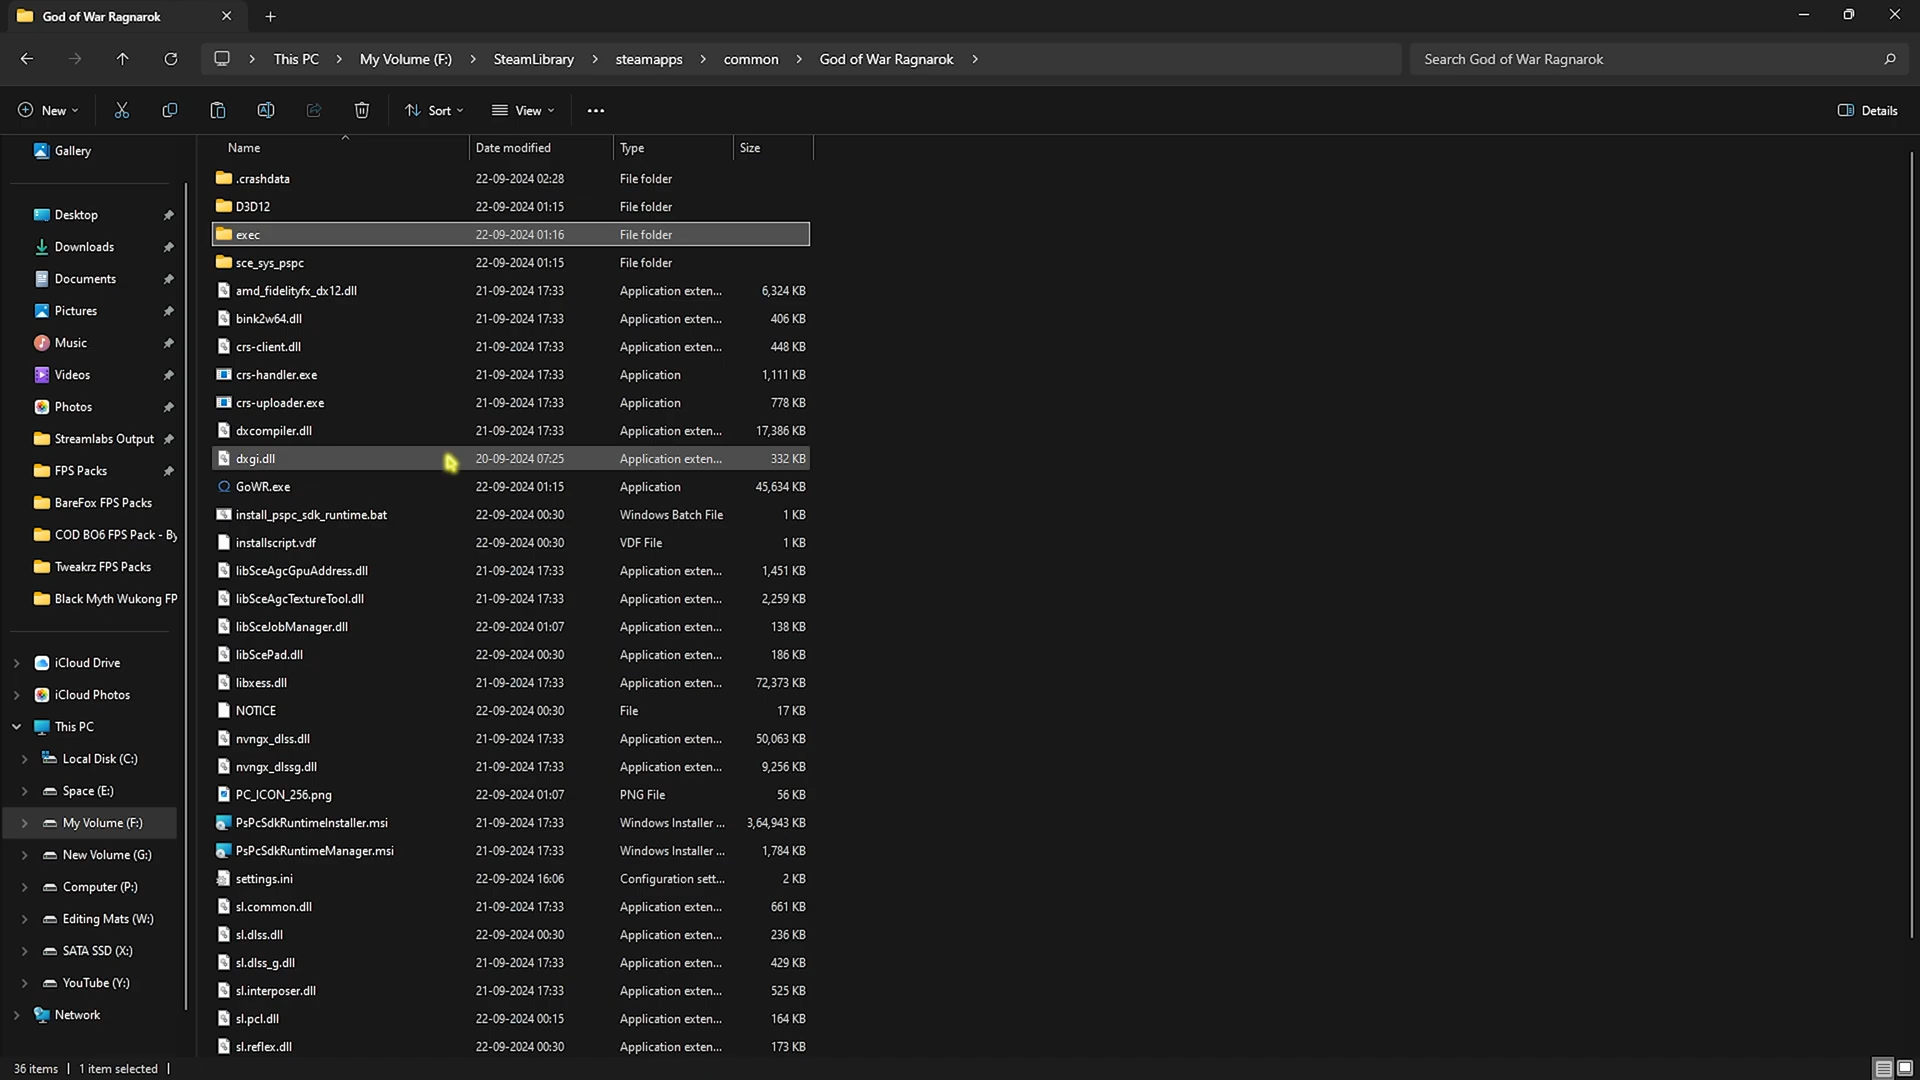 God of War Ragnarok
This PC
My Volume (F:)
SteamLibrary
steamapps
common
God of War Ragnarok
Search God of War Ragnarok
New
Sort
View
Details
Gallery
Desktop
Downloads
Documents
Pictures
Music
Videos
Photos
Streamlabs Output
FPS Packs
BareFox FPS Packs
COD BO6 FPS Pack - By
Tweakrz FPS Packs
Black Myth Wukong FP
iCloud Drive
iCloud Photos
This PC
Local Disk (C:)
Space (E:)
My Volume (F:)
New Volume (G:)
Computer (P:)
Editing Mats (W:)
SATA SSD (X:)
YouTube (Y:)
Network
Name Date modified Type Size
.crashdata 22-09-2024 02:28 File folder
D3D12 22-09-2024 01:15 File folder
exec 22-09-2024 01:16 File folder
sce_sys_pspc 22-09-2024 01:15 File folder
amd_fidelityfx_dx12.dll 21-09-2024 17:33 Application exten... 6,324 KB
bink2w64.dll 21-09-2024 17:33 Application exten... 406 KB
crs-client.dll 21-09-2024 17:33 Application exten... 448 KB
crs-handler.exe 21-09-2024 17:33 Application 1,111 KB
crs-uploader.exe 21-09-2024 17:33 Application 778 KB
dxcompiler.dll 21-09-2024 17:33 Application exten... 17,386 KB
dxgi.dll 20-09-2024 07:25 Application exten... 332 KB
GoWR.exe 22-09-2024 01:15 Application 45,634 KB
install_pspc_sdk_runtime.bat 22-09-2024 00:30 Windows Batch File 1 KB
installscript.vdf 22-09-2024 00:30 VDF File 1 KB
libSceAgcGpuAddress.dll 21-09-2024 17:33 Application exten... 1,451 KB
libSceAgcTextureTool.dll 21-09-2024 17:33 Application exten... 2,259 KB
libSceJobManager.dll 22-09-2024 01:07 Application exten... 138 KB
libScePad.dll 22-09-2024 00:30 Application exten... 186 KB
libxess.dll 21-09-2024 17:33 Application exten... 72,373 KB
NOTICE 22-09-2024 00:30 File 17 KB
nvngx_dlss.dll 21-09-2024 17:33 Application exten... 50,063 KB
nvngx_dlssg.dll 21-09-2024 17:33 Application exten... 9,256 KB
PC_ICON_256.png 22-09-2024 01:07 PNG File 56 KB
PsPcSdkRuntimeInstaller.msi 21-09-2024 17:33 Windows Installer ... 3,64,943 KB
PsPcSdkRuntimeManager.msi 21-09-2024 17:33 Windows Installer ... 1,784 KB
settings.ini 22-09-2024 16:06 Configuration sett... 2 KB
sl.common.dll 21-09-2024 17:33 Application exten... 661 KB
sl.dlss.dll 22-09-2024 00:30 Application exten... 236 KB
sl.dlss_g.dll 21-09-2024 17:33 Application exten... 429 KB
sl.interposer.dll 21-09-2024 17:33 Application exten... 525 KB
sl.pcl.dll 22-09-2024 00:15 Application exten... 164 KB
sl.reflex.dll 22-09-2024 00:30 Application exten... 173 KB
36 items 1 item selected